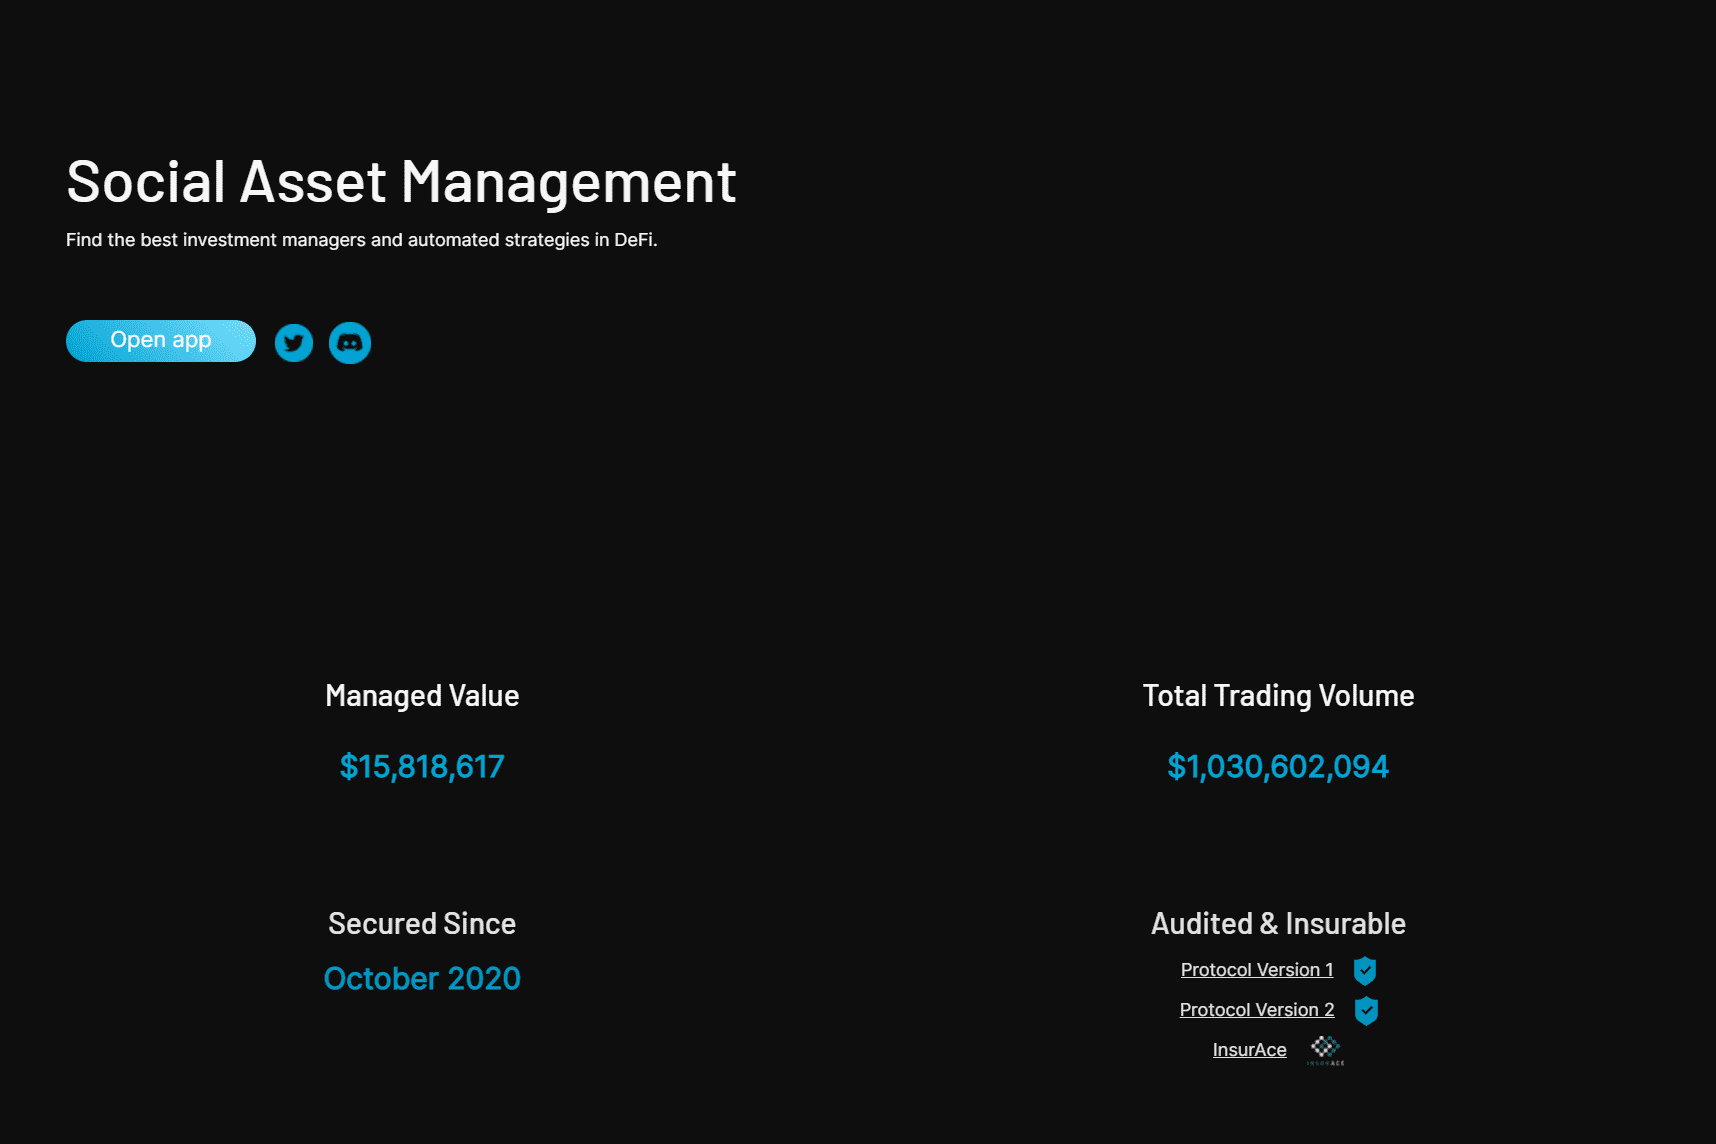 Social Asset Management
Find the best investment managers and automated strategies in DeFi.
Open app
Managed Value
$15,818,617
Total Trading Volume
$1,030,602,094
Secured Since
October 2020
Audited & Insurable
Protocol Version 1
Protocol Version 2
InsurAce
INSURACE